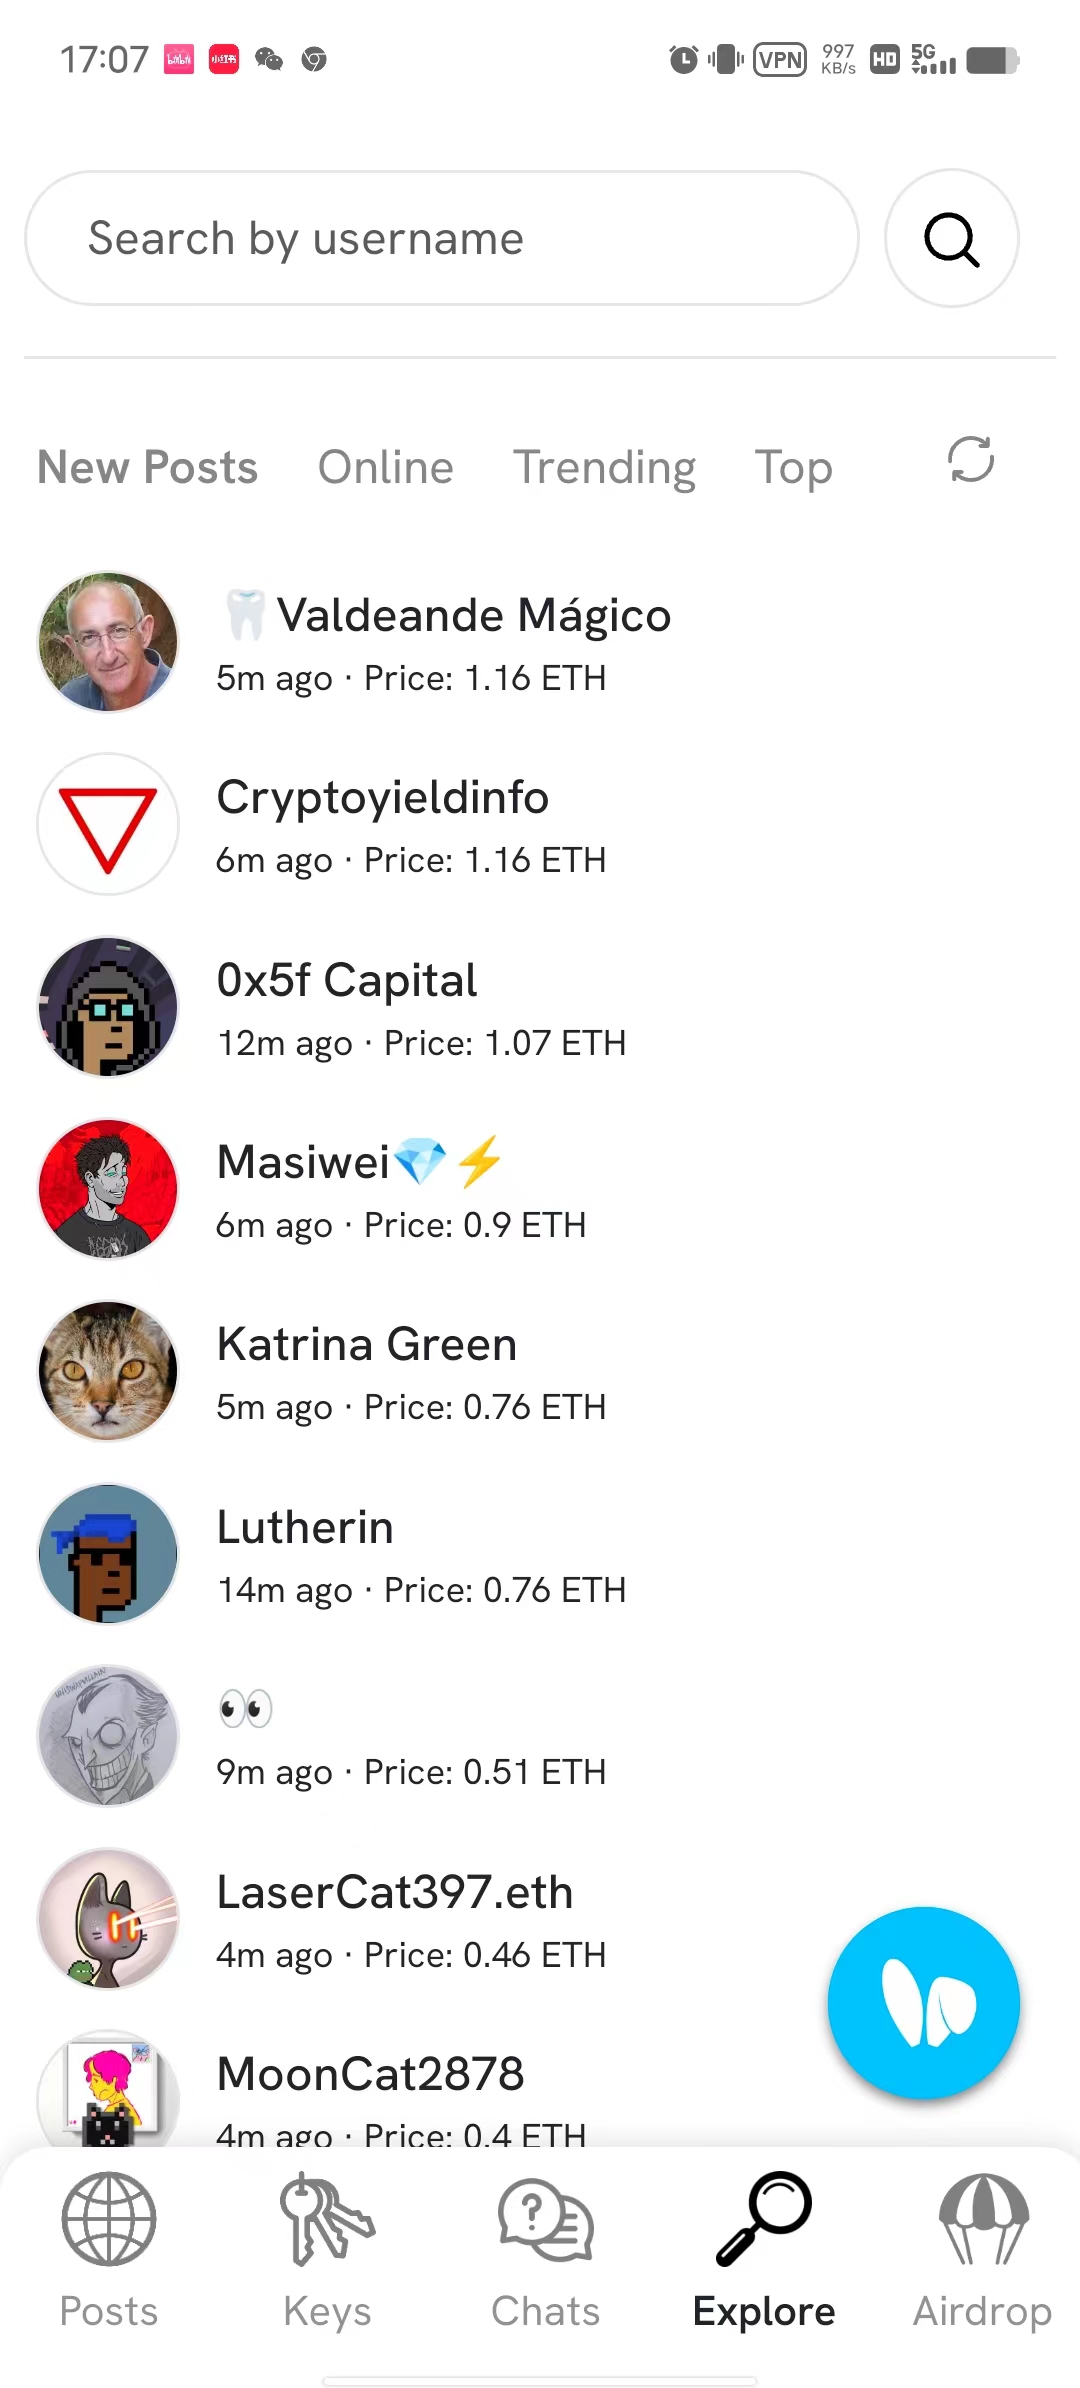 17:07
bilibili
小红书
VPN
997
KB/s
HD
5G
Search by username
New Posts Online Trending Top
🦷Valdeande Mágico
5m ago · Price: 1.16 ETH
Cryptoyieldinfo
6m ago · Price: 1.16 ETH
0x5f Capital
12m ago · Price: 1.07 ETH
Masiwei💎⚡
6m ago · Price: 0.9 ETH
Katrina Green
5m ago · Price: 0.76 ETH
Lutherin
14m ago · Price: 0.76 ETH
👀
9m ago · Price: 0.51 ETH
LaserCat397.eth
4m ago · Price: 0.46 ETH
MoonCat2878
4m ago · Price: 0.4 ETH
Posts Keys Chats Explore Airdrop